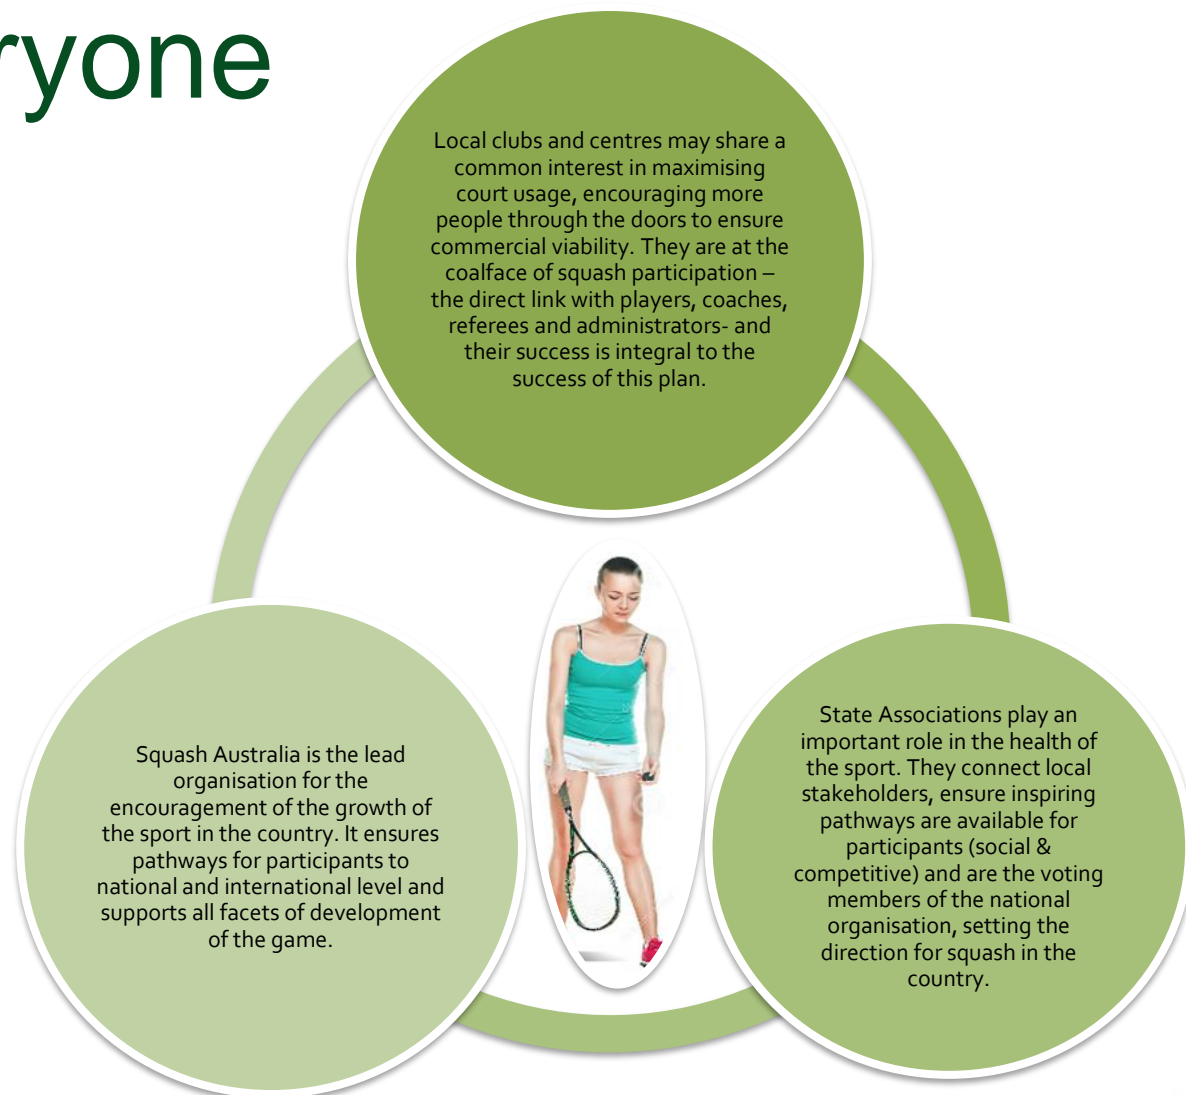 ryone
Local clubs and centres may share a
common interest in maximising
court usage, encouraging more
people through the doors to ensure
commercial viability. They are at the
coalface of squash participation –
the direct link with players, coaches,
referees and administrators- and
their success is integral to the
success of this plan.
Squash Australia is the lead
organisation for the
encouragement of the growth of
the sport in the country. It ensures
pathways for participants to
national and international level and
supports all facets of development
of the game.
State Associations play an
important role in the health of
the sport. They connect local
stakeholders, ensure inspiring
pathways are available for
participants (social &
competitive) and are the voting
members of the national
organisation, setting the
direction for squash in the
country.